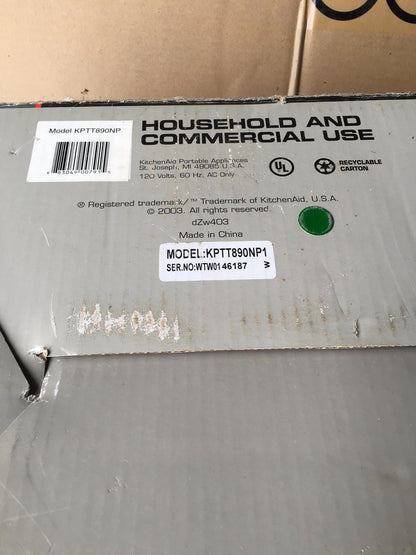 Model KPTT890NP
HOUSEHOLD AND
COMMERCIAL USE
KitchenAid Portable Appliances
St. Joseph, MI 49085 U.S.A.
120 Volts, 60 Hz, AC Only
UL
RECYCLABLE
CARTON
® Registered trademark/™ Trademark of KitchenAid, U.S.A.
© 2003. All rights reserved.
dZw403
Made in China
MODEL:KPTT890NP1
SER.NO:WTW0146187 W